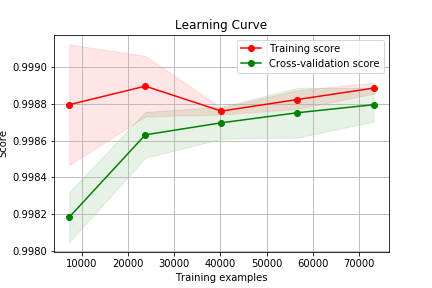 Learning Curve
Training score
Cross-validation score
0.9990
0.9988
0.9986
0.9984
0.9982
0.9980
Score
10000 20000 30000 40000 50000 60000 70000
Training examples